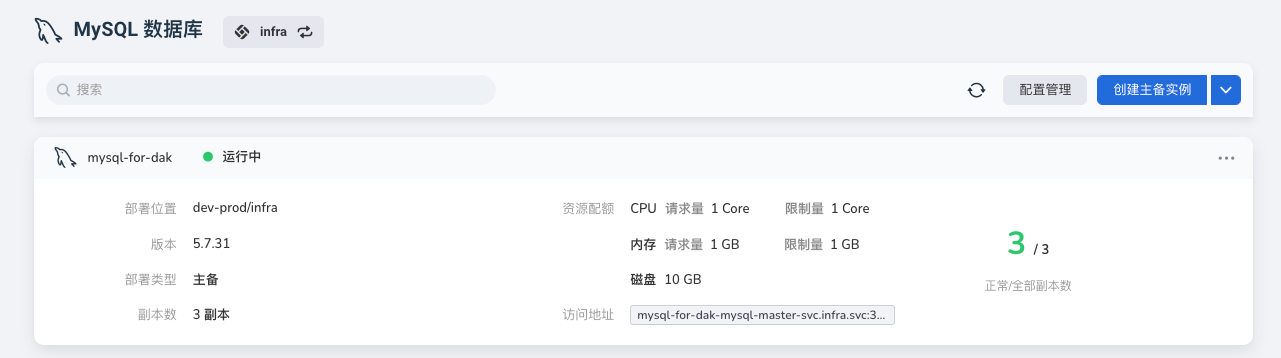 MySQL 数据库 infra
搜索 配置管理 创建主备实例
mysql-for-dak 运行中
部署位置 dev-prod/infra 资源配额 CPU 请求量 1 Core 限制量 1 Core
版本 5.7.31 内存 请求量 1 GB 限制量 1 GB
3 / 3
部署类型 主备 磁盘 10 GB
正常/全部副本数
副本数 3 副本 访问地址 mysql-for-dak-mysql-master-svc.infra.svc:3...